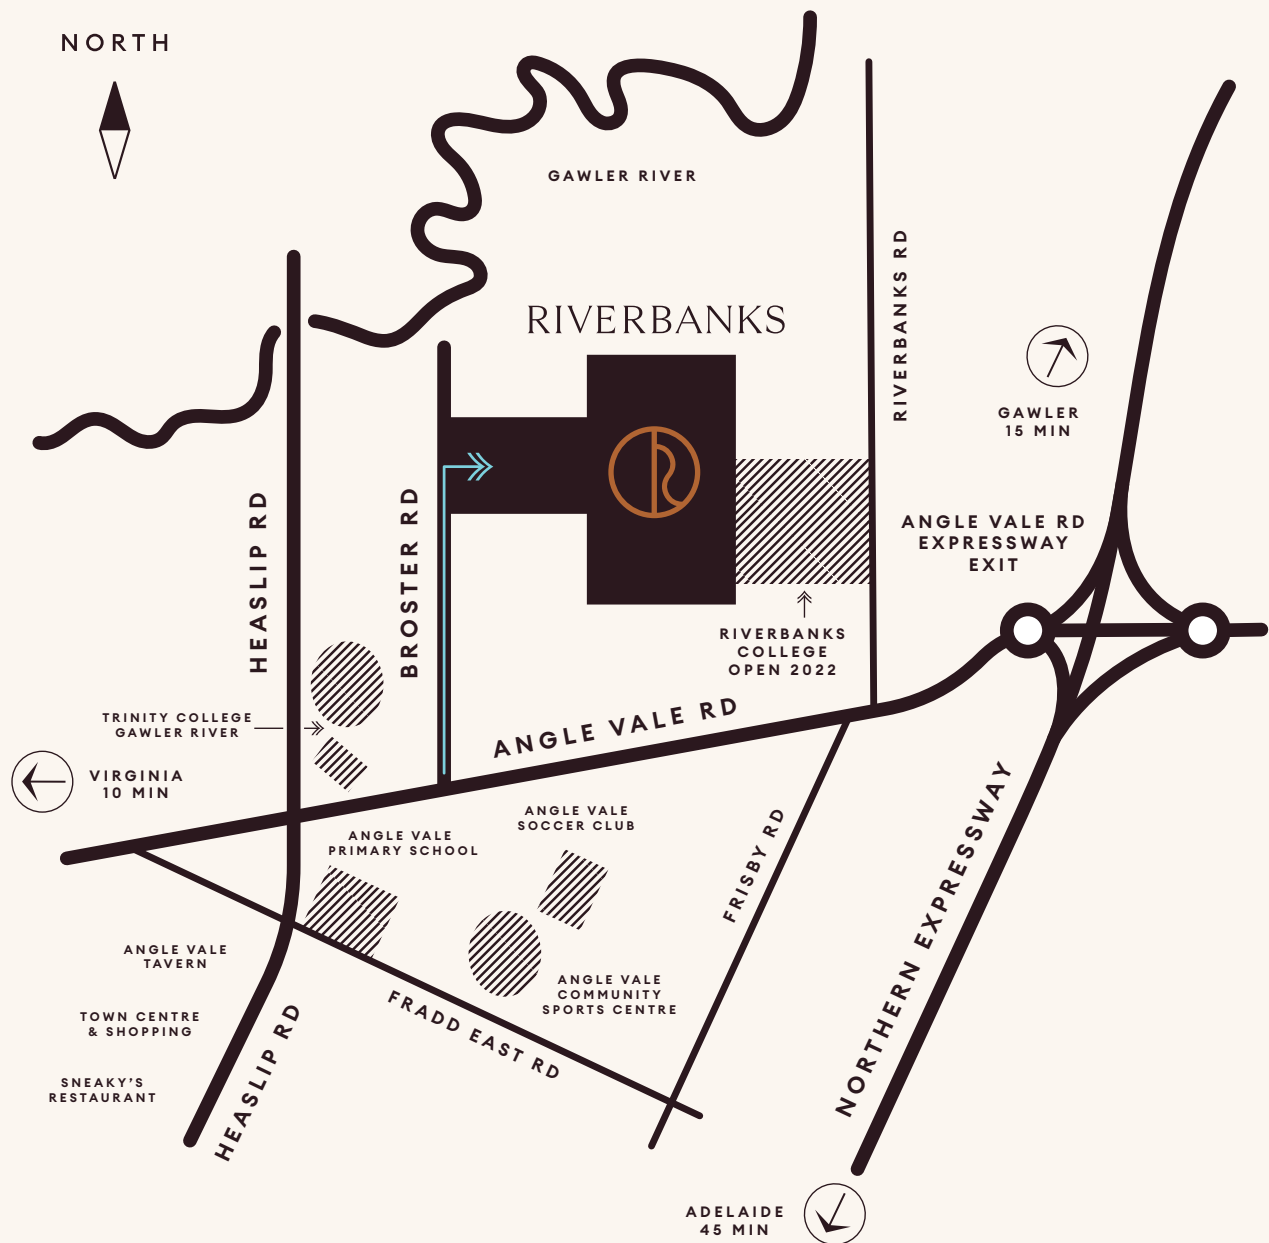 NORTH
GAWLER RIVER
RIVERBANKS RD
RIVERBANKS
GAWLER
15 MIN
HEASLIP RD
BROSTER RD
ANGLE VALE RD
EXPRESSWAY
EXIT
RIVERBANKS
COLLEGE
OPEN 2022
TRINITY COLLEGE
GAWLER RIVER
ANGLE VALE RD
VIRGINIA
10 MIN
ANGLE VALE
SOCCER CLUB
ANGLE VALE
PRIMARY SCHOOL
FRISBY RD
NORTHERN EXPRESSWAY
ANGLE VALE
TAVERN
ANGLE VALE
COMMUNITY
SPORTS CENTRE
TOWN CENTRE
& SHOPPING
FRADD EAST RD
HEASLIP RD
SNEAKY'S
RESTAURANT
ADELAIDE
45 MIN